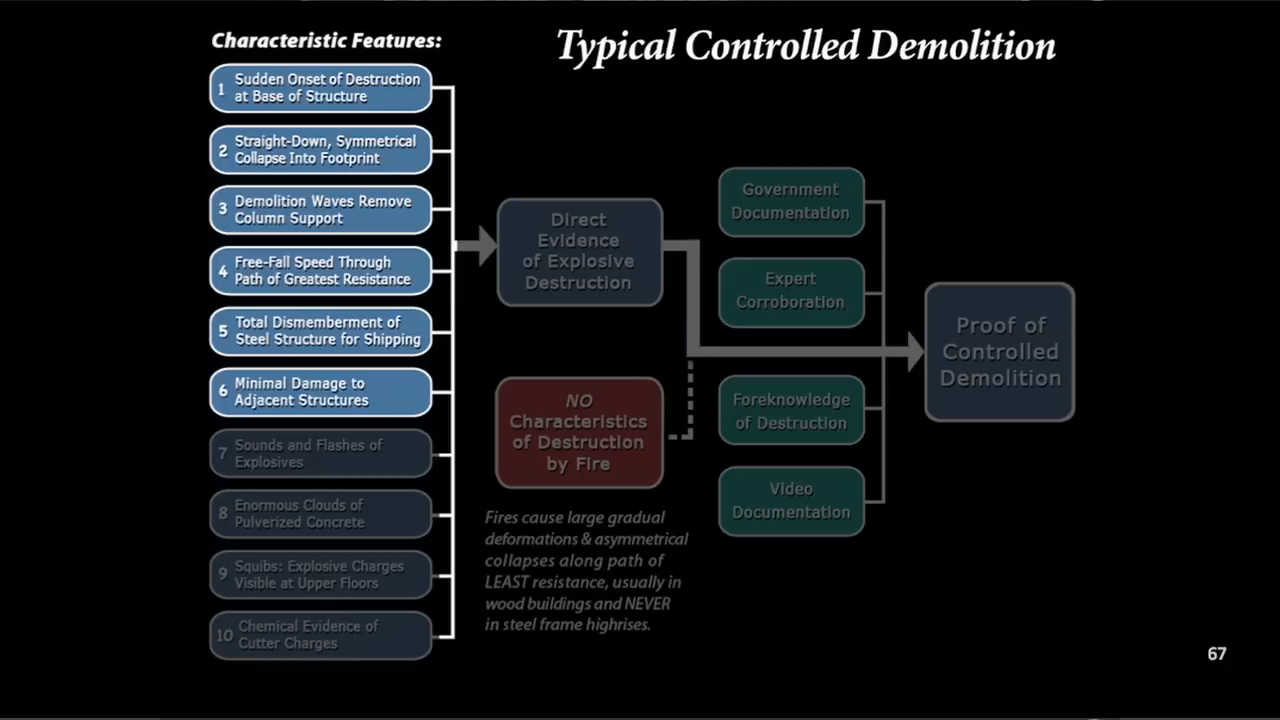 Characteristic Features:
Typical Controlled Demolition
1 Sudden Onset of Destruction
at Base of Structure
2 Straight-Down, Symmetrical
Collapse Into Footprint
3 Demolition Waves Remove
Column Support
4 Free-Fall Speed Through
Path of Greatest Resistance
5 Total Dismemberment of
Steel Structure for Shipping
6 Minimal Damage to
Adjacent Structures
7 Sounds and Flashes of
Explosives
8 Enormous Clouds of
Pulverized Concrete
9 Squibs: Explosive Charges
Visible at Upper Floors
10 Chemical Evidence of
Cutter Charges
Direct
Evidence
of Explosive
Destruction
NO
Characteristics
of Destruction
by Fire
Fires cause large gradual
deformations & asymmetrical
collapses along path of
LEAST resistance, usually in
wood buildings and NEVER
in steel frame highrises.
Government
Documentation
Expert
Corroboration
Foreknowledge
of Destruction
Video
Documentation
Proof of
Controlled
Demolition
67